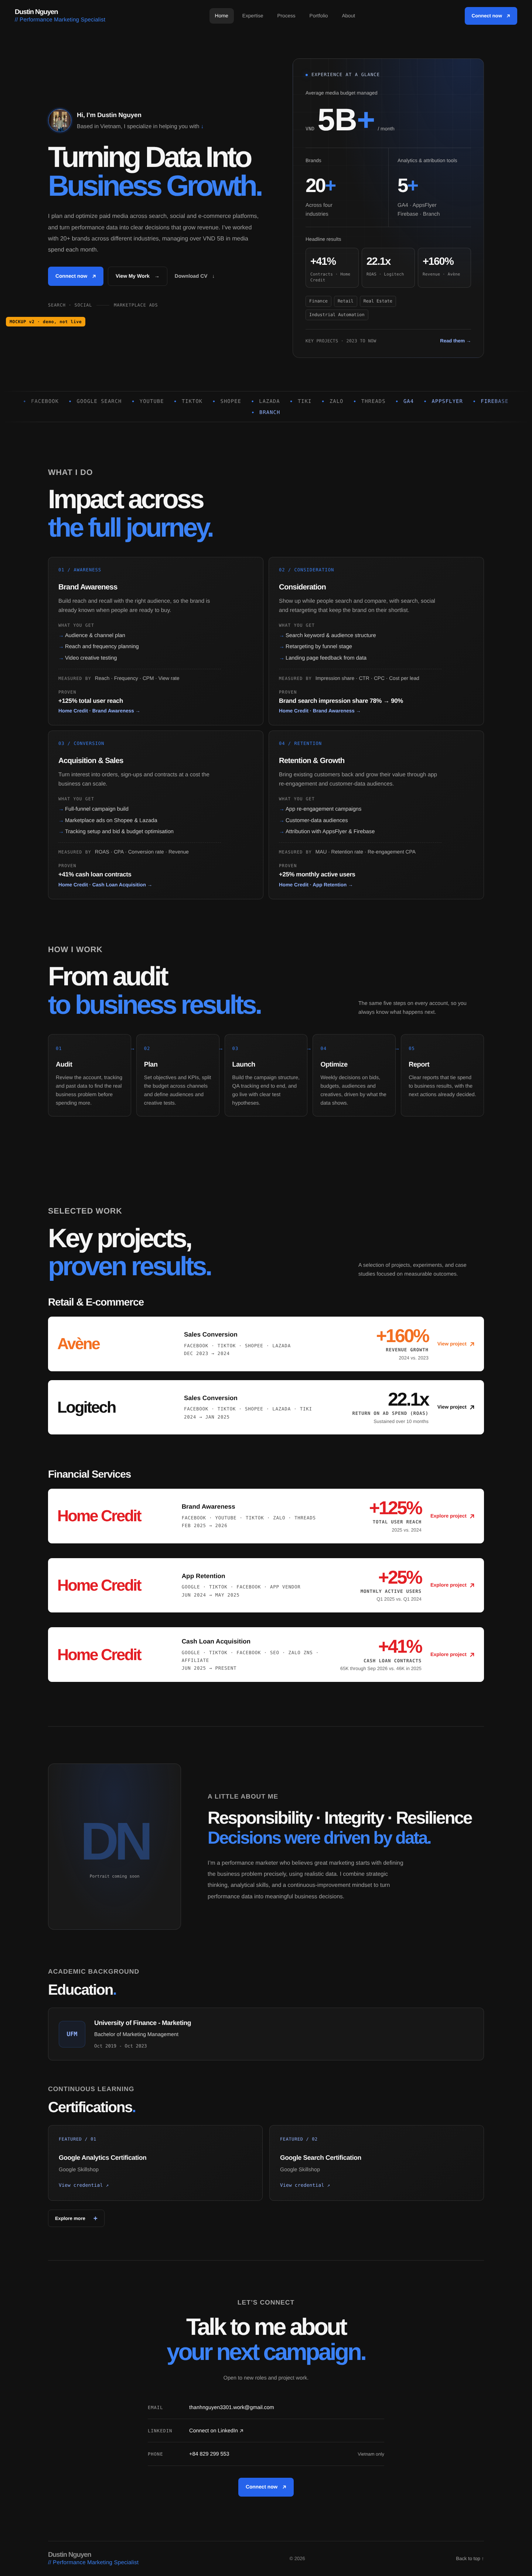 Dustin Nguyen
// Performance Marketing Specialist
Home
Expertise
Process
Portfolio
About
Connect now ↗
Hi, I'm Dustin Nguyen
Based in Vietnam, I specialize in helping you with
Turning Data Into
Business Growth.
I plan and optimize paid media across search, social and e-commerce platforms,
and turn performance data into clear decisions that grow revenue. I've worked
with 20+ brands across different industries, managing over VND 5B in media
spend each month.
Connect now ↗
View My Work →
Download CV ↓
SEARCH · SOCIAL
MARKETPLACE ADS
MOCKUP v2 · demo, not live
EXPERIENCE AT A GLANCE
Average media budget managed
VND 5B+ / month
Brands
20+
Across four
industries
Analytics & attribution tools
5+
GA4 · AppsFlyer
Firebase · Branch
Headline results
+41%
Contracts · Home
Credit
22.1x
ROAS · Logitech
+160%
Revenue · Avène
Finance
Retail
Real Estate
Industrial Automation
KEY PROJECTS · 2023 TO NOW
Read them →
FACEBOOK
GOOGLE SEARCH
YOUTUBE
TIKTOK
SHOPEE
LAZADA
TIKI
ZALO
THREADS
GA4
APPSFLYER
FIREBASE
BRANCH
WHAT I DO
Impact across
the full journey.
01 / AWARENESS
Brand Awareness
Build reach and recall with the right audience, so the brand is
already known when people are ready to buy.
WHAT YOU GET
→ Audience & channel plan
→ Reach and frequency planning
→ Video creative testing
MEASURED BY Reach · Frequency · CPM · View rate
PROVEN
+125% total user reach
Home Credit · Brand Awareness →
02 / CONSIDERATION
Consideration
Show up while people search and compare, with search, social
and retargeting that keep the brand on their shortlist.
WHAT YOU GET
→ Search keyword & audience structure
→ Retargeting by funnel stage
→ Landing page feedback from data
MEASURED BY Impression share · CTR · CPC · Cost per lead
PROVEN
Brand search impression share 78% → 90%
Home Credit · Brand Awareness →
03 / CONVERSION
Acquisition & Sales
Turn interest into orders, sign-ups and contracts at a cost the
business can scale.
WHAT YOU GET
→ Full-funnel campaign build
→ Marketplace ads on Shopee & Lazada
→ Tracking setup and bid & budget optimisation
MEASURED BY ROAS · CPA · Conversion rate · Revenue
PROVEN
+41% cash loan contracts
Home Credit · Cash Loan Acquisition →
04 / RETENTION
Retention & Growth
Bring existing customers back and grow their value through app
re-engagement and customer-data audiences.
WHAT YOU GET
→ App re-engagement campaigns
→ Customer-data audiences
→ Attribution with AppsFlyer & Firebase
MEASURED BY MAU · Retention rate · Re-engagement CPA
PROVEN
+25% monthly active users
Home Credit · App Retention →
HOW I WORK
From audit
to business results.
The same five steps on every account, so you
always know what happens next.
01
Audit
Review the account, tracking
and past data to find the real
business problem before
spending more.
02
Plan
Set objectives and KPIs, split
the budget across channels
and define audiences and
creative tests.
03
Launch
Build the campaign structure,
QA tracking end to end, and
go live with clear test
hypotheses.
04
Optimize
Weekly decisions on bids,
budgets, audiences and
creatives, driven by what the
data shows.
05
Report
Clear reports that tie spend
to business results, with the
next actions already decided.
SELECTED WORK
Key projects,
proven results.
A selection of projects, experiments, and case
studies focused on measurable outcomes.
Retail & E-commerce
Avène
Sales Conversion
FACEBOOK · TIKTOK · SHOPEE · LAZADA
DEC 2023 → 2024
+160%
REVENUE GROWTH
2024 vs. 2023
View project ↗
Logitech
Sales Conversion
FACEBOOK · TIKTOK · SHOPEE · LAZADA · TIKI
2024 → JAN 2025
22.1x
RETURN ON AD SPEND (ROAS)
Sustained over 10 months
View project ↗
Financial Services
Home Credit
Brand Awareness
FACEBOOK · YOUTUBE · TIKTOK · ZALO · THREADS
FEB 2025 → 2026
+125%
TOTAL USER REACH
2025 vs. 2024
Explore project ↗
Home Credit
App Retention
GOOGLE · TIKTOK · FACEBOOK · APP VENDOR
JUN 2024 → MAY 2025
+25%
MONTHLY ACTIVE USERS
Q1 2025 vs. Q1 2024
Explore project ↗
Home Credit
Cash Loan Acquisition
GOOGLE · TIKTOK · FACEBOOK · SEO · ZALO ZNS ·
AFFILIATE
JUN 2025 → PRESENT
+41%
CASH LOAN CONTRACTS
65K through Sep 2026 vs. 46K in 2025
Explore project ↗
DN
Portrait coming soon
A LITTLE ABOUT ME
Responsibility · Integrity · Resilience
Decisions were driven by data.
I'm a performance marketer who believes great marketing starts with defining
the business problem precisely, using realistic data. I combine strategic
thinking, analytical skills, and a continuous-improvement mindset to turn
performance data into meaningful business decisions.
ACADEMIC BACKGROUND
Education.
UFM
University of Finance - Marketing
Bachelor of Marketing Management
Oct 2019 - Oct 2023
CONTINUOUS LEARNING
Certifications.
FEATURED / 01
Google Analytics Certification
Google Skillshop
View credential ↗
FEATURED / 02
Google Search Certification
Google Skillshop
View credential ↗
Explore more +
LET'S CONNECT
Talk to me about
your next campaign.
Open to new roles and project work.
EMAIL
thanhnguyen3301.work@gmail.com
LINKEDIN
Connect on LinkedIn ↗
PHONE
+84 829 299 553
Vietnam only
Connect now ↗
Dustin Nguyen
// Performance Marketing Specialist
© 2026
Back to top ↑